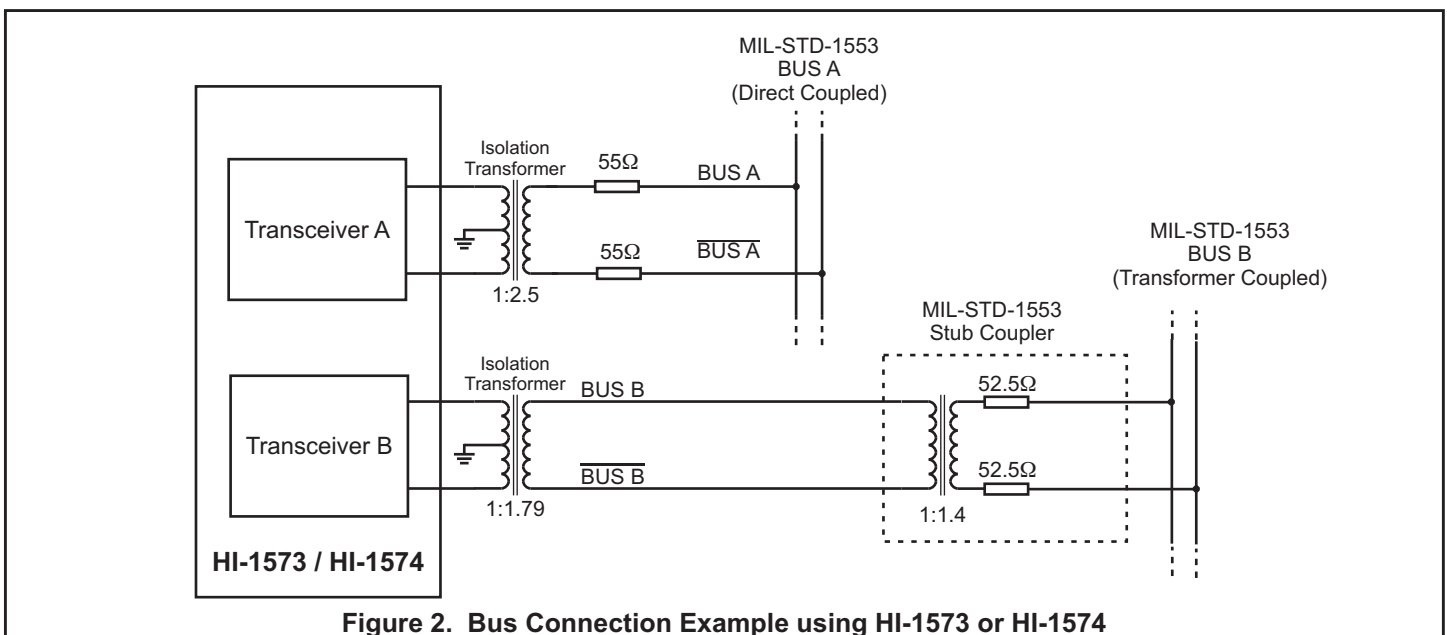 MIL-STD-1553
BUS A
(Direct Coupled)
Isolation
Transformer
55Ω
BUS A
Transceiver A
55Ω
BUS A
1:2.5
MIL-STD-1553
BUS B
(Transformer Coupled)
MIL-STD-1553
Stub Coupler
Isolation
Transformer
BUS B
52.5Ω
Transceiver B
BUS B
52.5Ω
1:1.79
1:1.4
HI-1573 / HI-1574
Figure 2. Bus Connection Example using HI-1573 or HI-1574